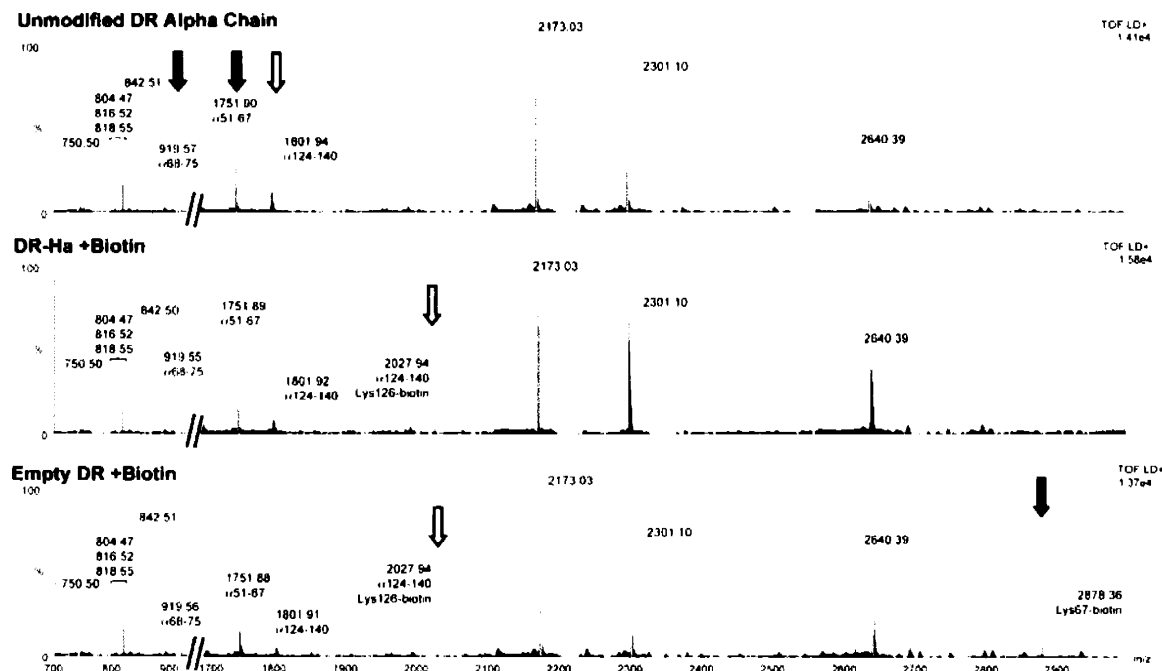 Unmodified DR Alpha Chain
TOF LD+
1.41e4
100
%
0
750.50
804.47
816.52
818.55
842.51
919.57
α68-75
1751.90
α51-67
1801.94
α124-140
2173.03
2301.10
2640.39
DR-Ha +Biotin
TOF LD+
1.58e4
100
%
0
750.50
804.47
816.52
818.55
842.50
919.55
α68-75
1751.89
α51-67
1801.92
α124-140
2027.94
α124-140
Lys126-biotin
2173.03
2301.10
2640.39
Empty DR +Biotin
TOF LD+
1.37e4
100
%
0
750.50
804.47
816.52
818.55
842.51
919.56
α68-75
1751.88
α51-67
1801.91
α124-140
2027.94
α124-140
Lys126-biotin
2173.03
2301.10
2640.39
2878.36
Lys67-biotin
700 800 900 1700 1800 1900 2000 2100 2200 2300 2400 2500 2600 2700 2800 2900 m/z